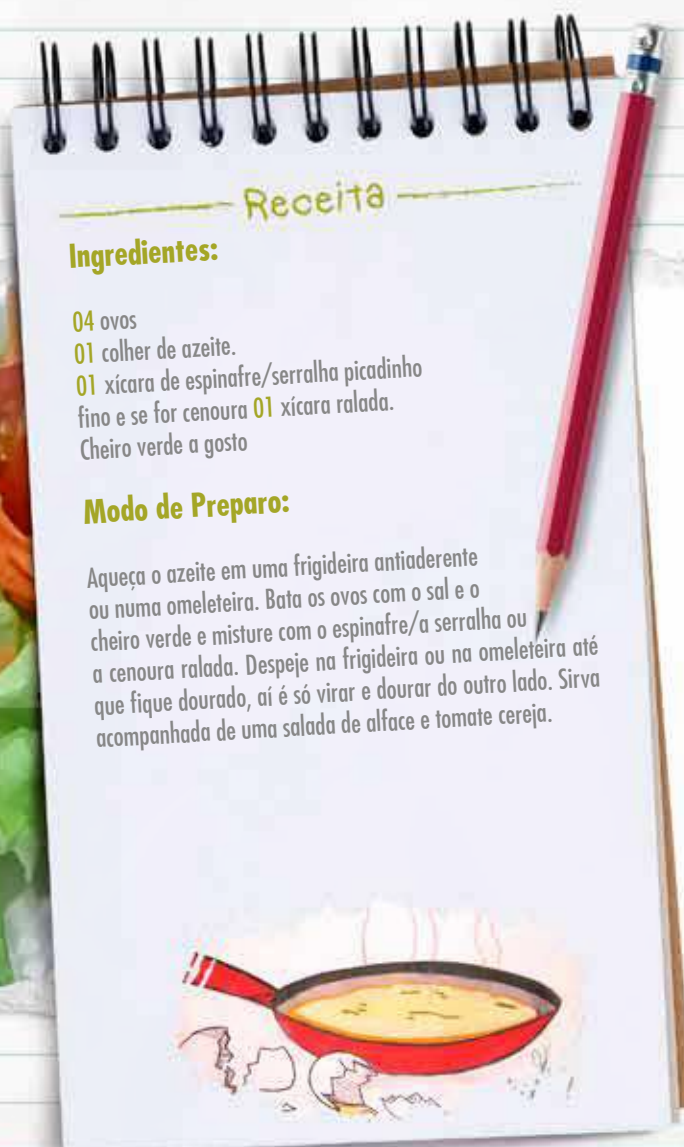 Receita
Ingredientes:
04 ovos
01 colher de azeite.
01 xícara de espinafre/serralha picadinho
fino e se for cenoura 01 xícara ralada.
Cheiro verde a gosto
Modo de Preparo:
Aqueça o azeite em uma frigideira antiaderente
ou numa omeleteira. Bata os ovos com o sal e o
cheiro verde e misture com o espinafre/a serralha ou
a cenoura ralada. Despeje na frigideira ou na omeleteira até
que fique dourado, aí é só virar e dourar do outro lado. Sirva
acompanhada de uma salada de alface e tomate cereja.